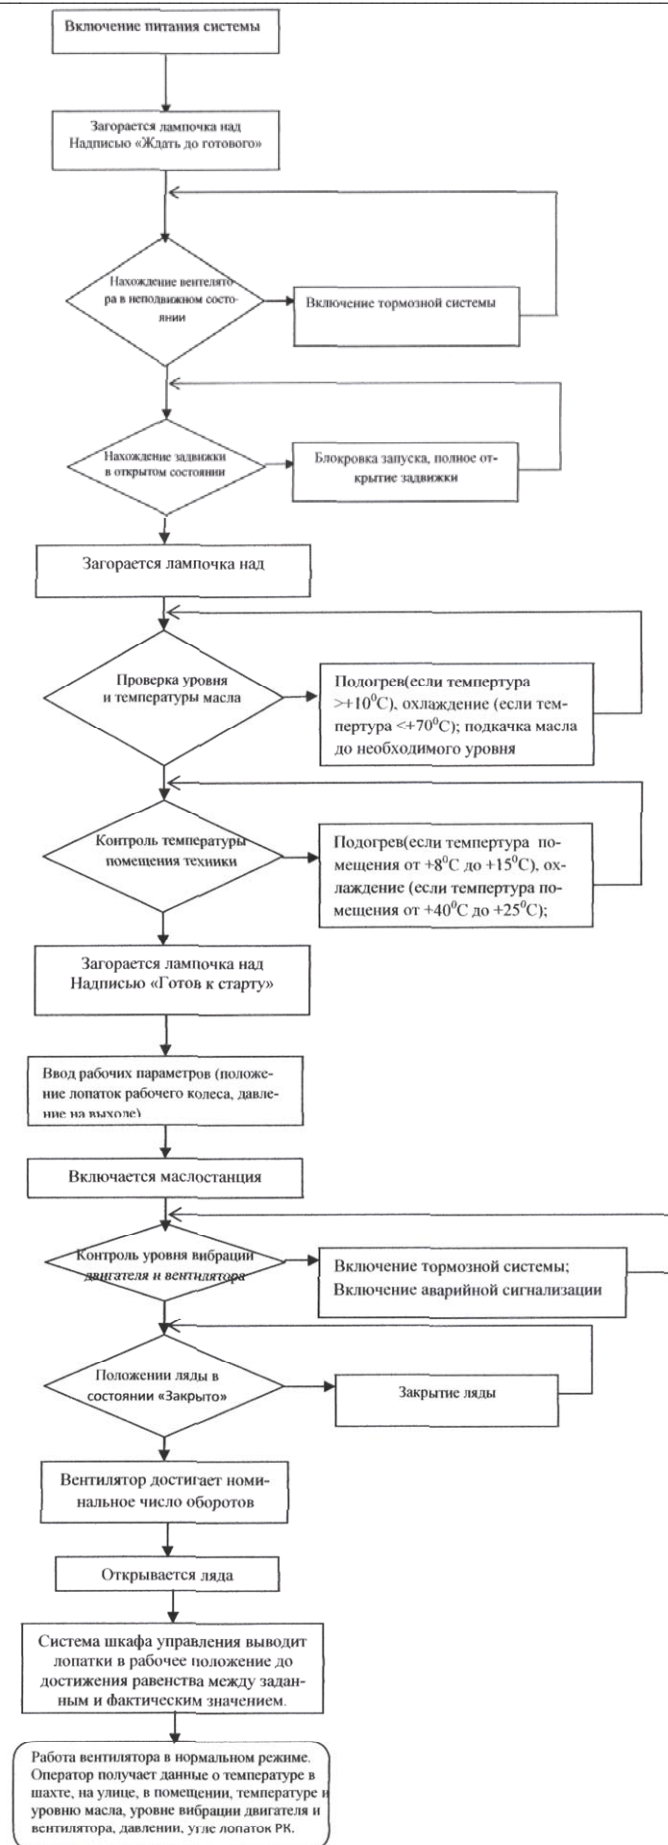 Включение питания системы
Загорается лампочка над
Надписью «Ждать до готового»
Нахождение вентелято-
ра в неподвижном состо-
янии
Включение тормозной системы
Нахождение задвижки
в открытом состоянии
Блокровка запуска, полное от-
крытие задвижки
Загорается лампочка над
Проверка уровня
и температуры масла
Подогрев(если темпертура
>+10⁰С), охлаждение (если тем-
пертура <+70⁰С); подкачка масла
до необходимого уровня
Контроль температуры
помещения техники
Подогрев(если темпертура по-
мещения от +8⁰С до +15⁰С), ох-
лаждение (если темпертура по-
мещения от +40⁰С до +25⁰С);
Загорается лампочка над
Надписью «Готов к старту»
Ввод рабочих параметров (положе-
ние лопаток рабочего колеса, давле-
ние на выходе)
Включается маслостанция
Контроль уровня вибрации
двигателя и вентилятора
Включение тормозной системы;
Включение аварийной сигнализации
Положении ляды в
состоянии «Закрыто»
Закрытие ляды
Вентилятор достигает номи-
нальное число оборотов
Открывается ляда
Система шкафа управления выводит
лопатки в рабочее положение до
достижения равенства между задан-
ным и фактическим значением.
Работа вентилятора в нормальном режиме.
Оператор получает данные о температуре в
шахте, на улице, в помещении, температуре и
уровню масла, уровне вибрации двигателя и
вентилятора, давлении, угле лопаток РК.